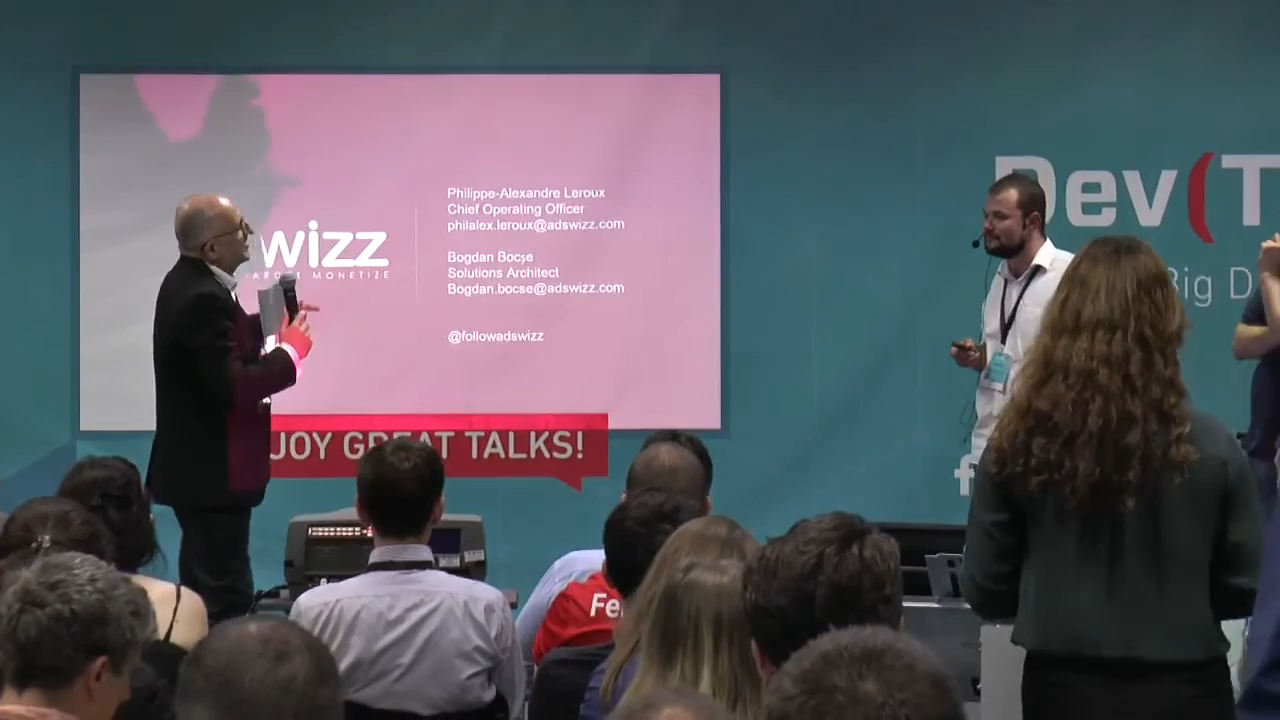 Philippe-Alexandre Leroux
Chief Operating Officer
philalex.leroux@adswizz.com
wizz
MONETIZE
Bogdan Bocșe
Solutions Architect
Bogdan.bocse@adswizz.com
@followadswizz
JOY GREAT TALKS!
Dev(T
Big D
f
Fe